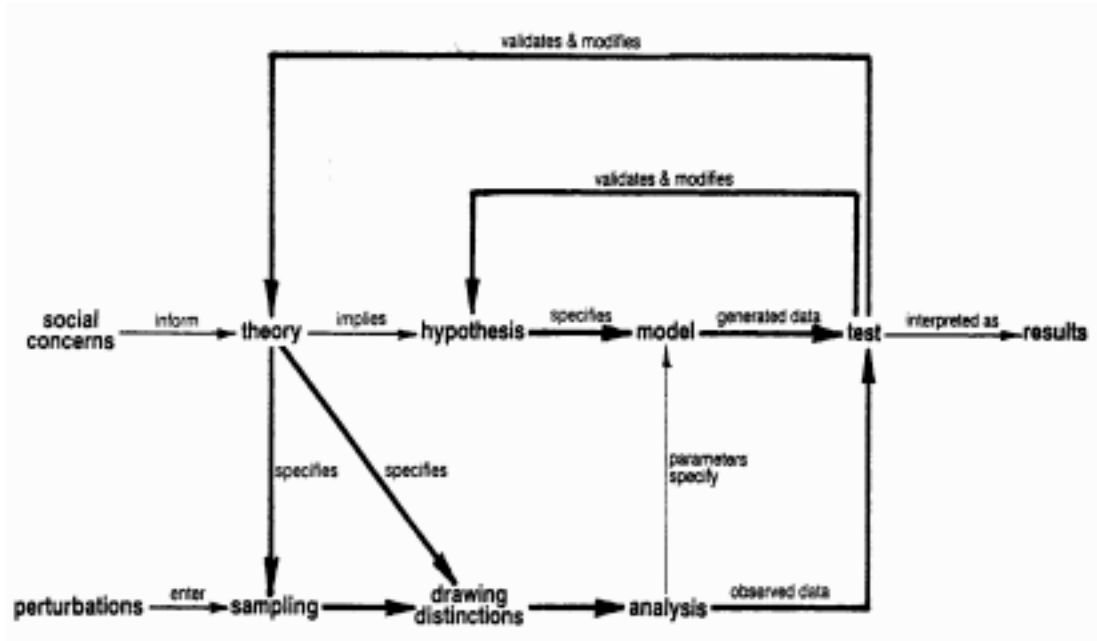 validates & modifies
validates & modifies
social
concerns
inform
theory
implies
hypothesis
specifies
model
generated data
test
interpreted as
results
specifies
specifies
parameters
specify
perturbations
enter
sampling
drawing
distinctions
analysis
observed data